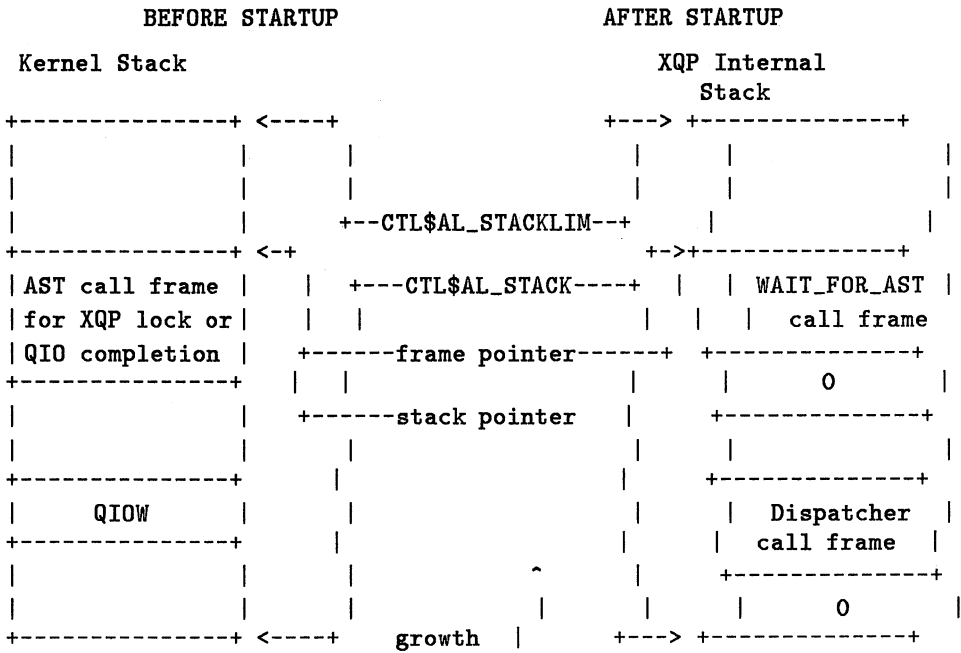 BEFORE STARTUP AFTER STARTUP
Kernel Stack XQP Internal
Stack
CTL$AL_STACKLIM
AST call frame CTL$AL_STACK WAIT_FOR_AST
for XQP lock or call frame
QIO completion frame pointer
0
stack pointer
QIOW Dispatcher
call frame
0
growth